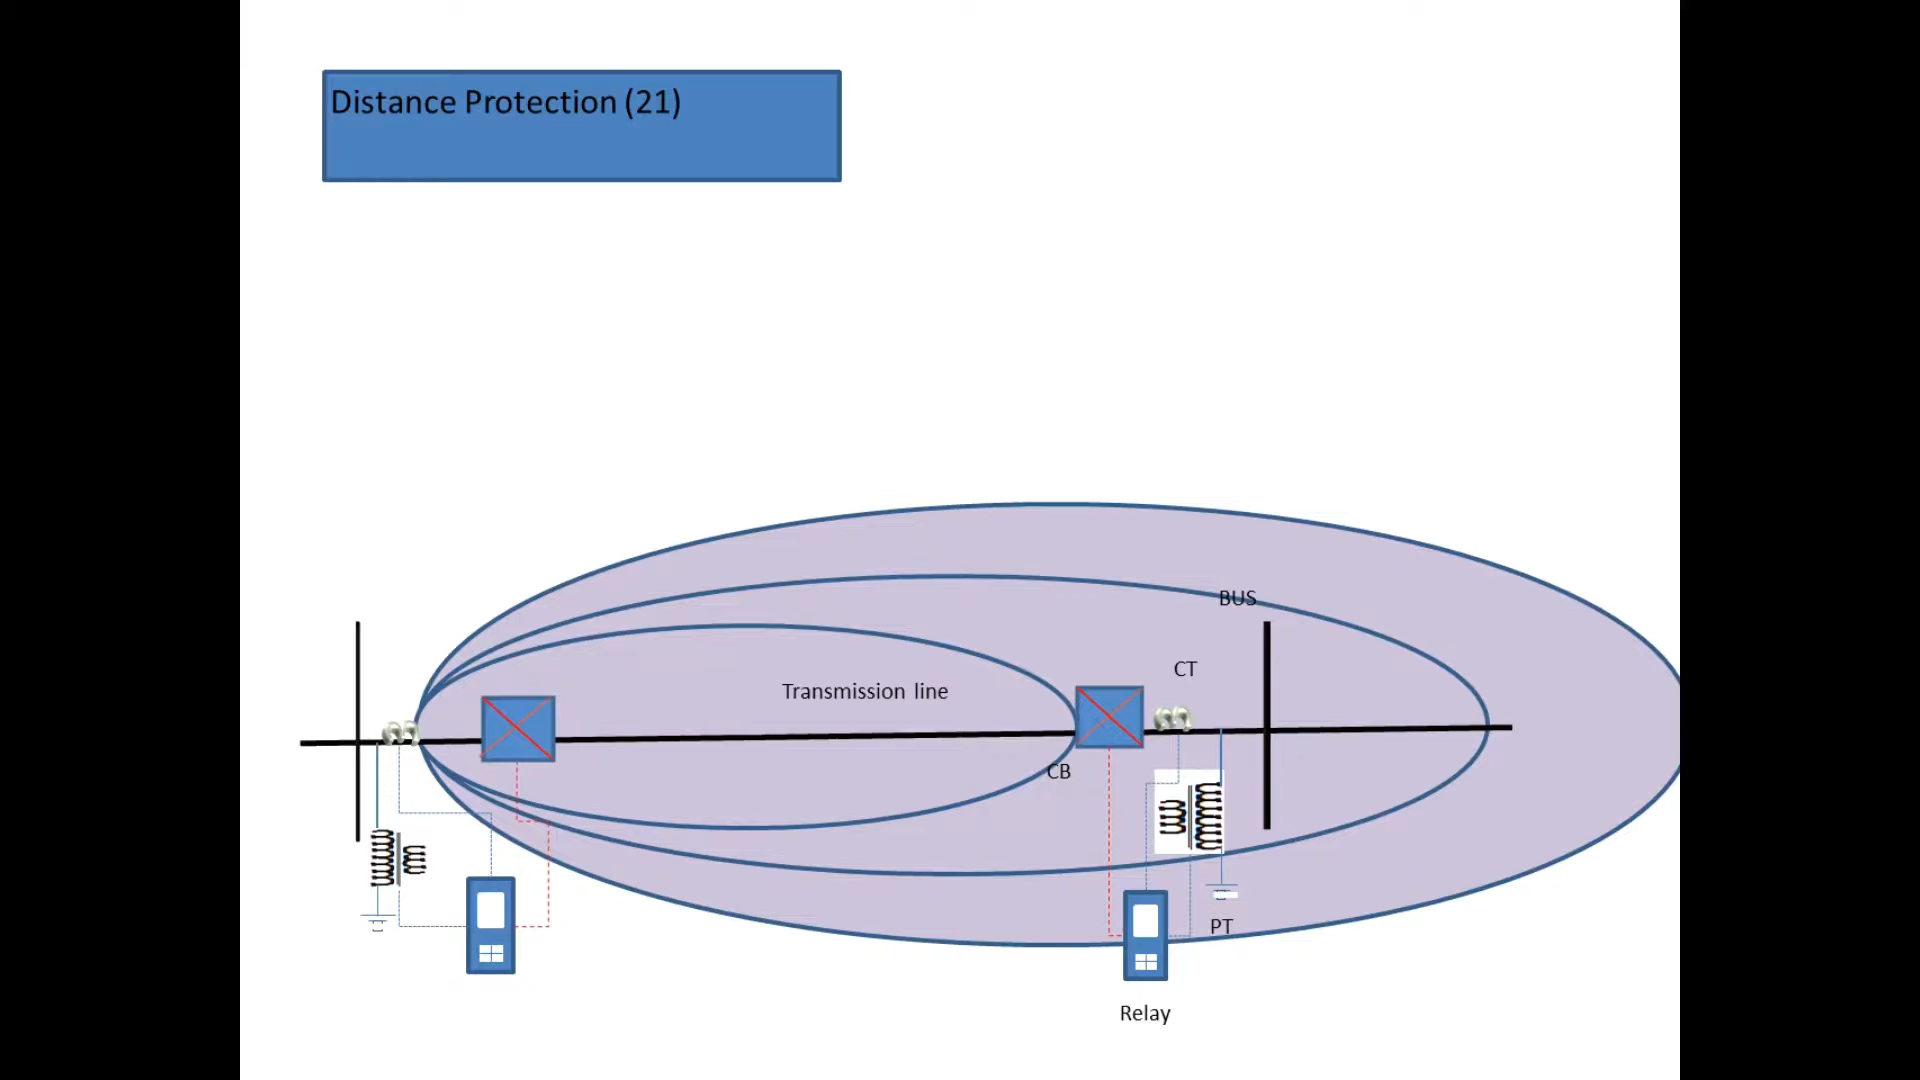 Distance Protection (21)
BUS
CT
Transmission line
CB
PT
Relay